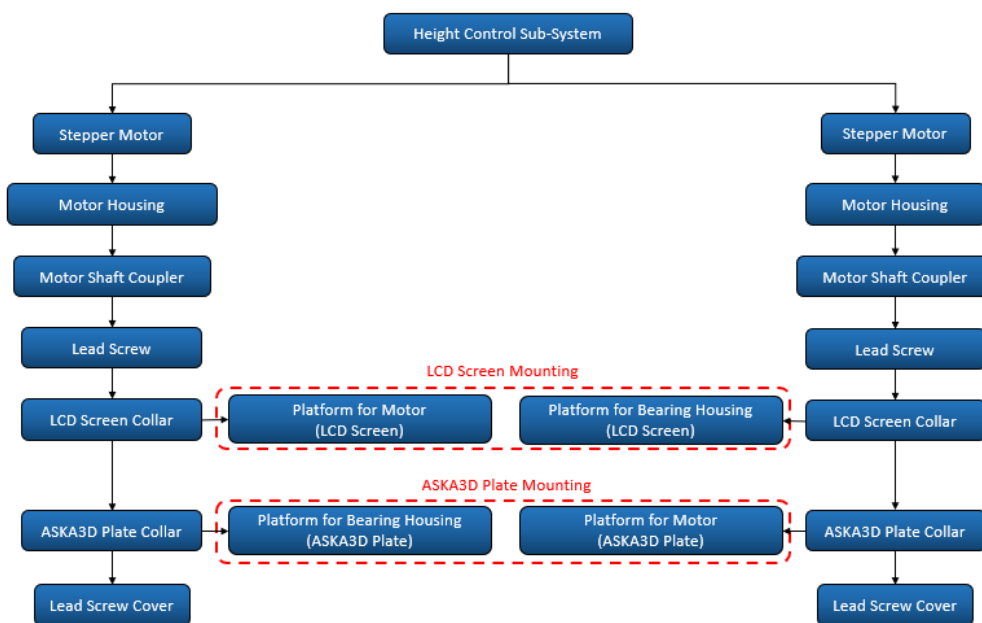 Height Control Sub-System
Stepper Motor
Stepper Motor
Motor Housing
Motor Housing
Motor Shaft Coupler
Motor Shaft Coupler
Lead Screw
Lead Screw
LCD Screen Mounting
LCD Screen Collar
Platform for Motor
(LCD Screen)
Platform for Bearing Housing
(LCD Screen)
LCD Screen Collar
ASKA3D Plate Mounting
ASKA3D Plate Collar
Platform for Bearing Housing
(ASKA3D Plate)
Platform for Motor
(ASKA3D Plate)
ASKA3D Plate Collar
Lead Screw Cover
Lead Screw Cover